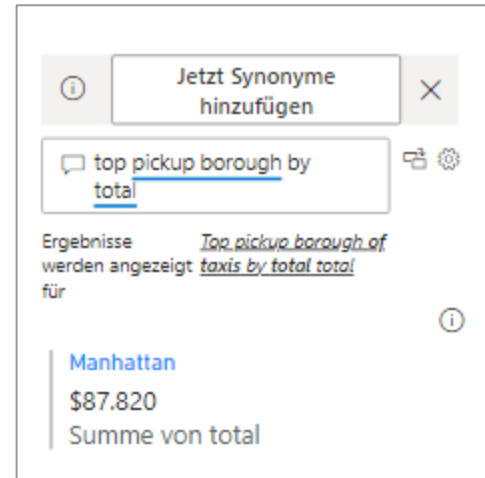 Jetzt Synonyme
hinzufügen
top pickup borough by
total
Ergebnisse
werden angezeigt
für
Top pickup borough of
taxis by total total
Manhattan
$87.820
Summe von total